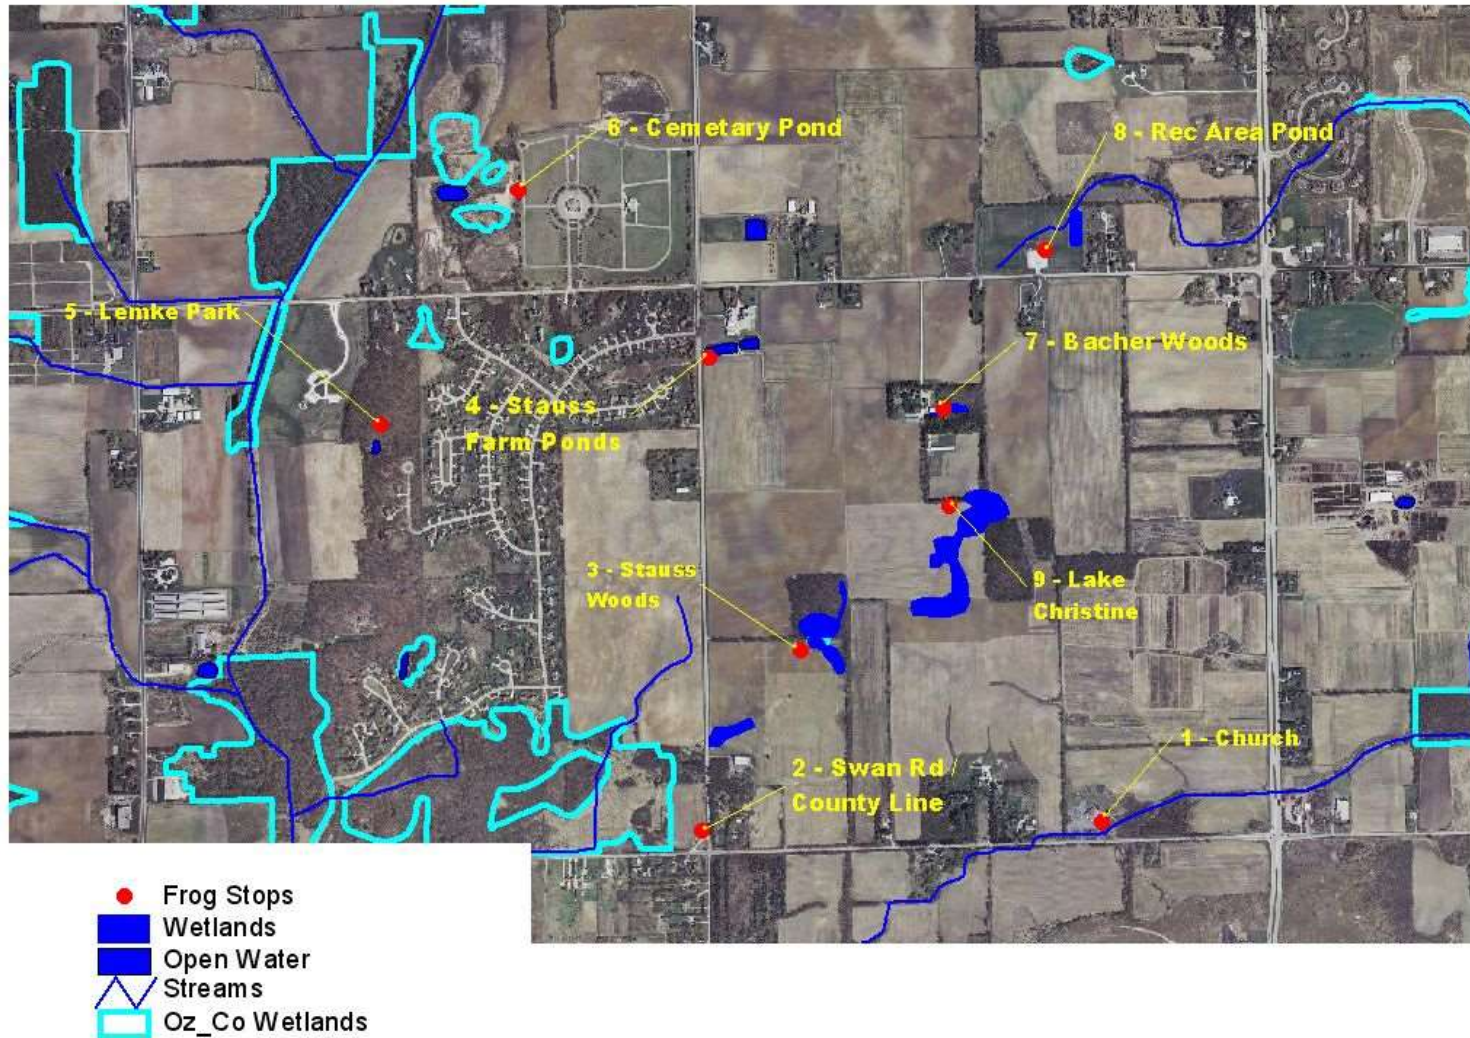 6 - Cemetary Pond
8 - Rec Area Pond
5 - Lemke Park
7 - Bacher Woods
4 - Stauss
Farm Ponds
3 - Stauss
Woods
9 - Lake
Christine
1 - Church
2 - Swan Rd
County Line
Frog Stops
Wetlands
Open Water
Streams
Oz_Co Wetlands